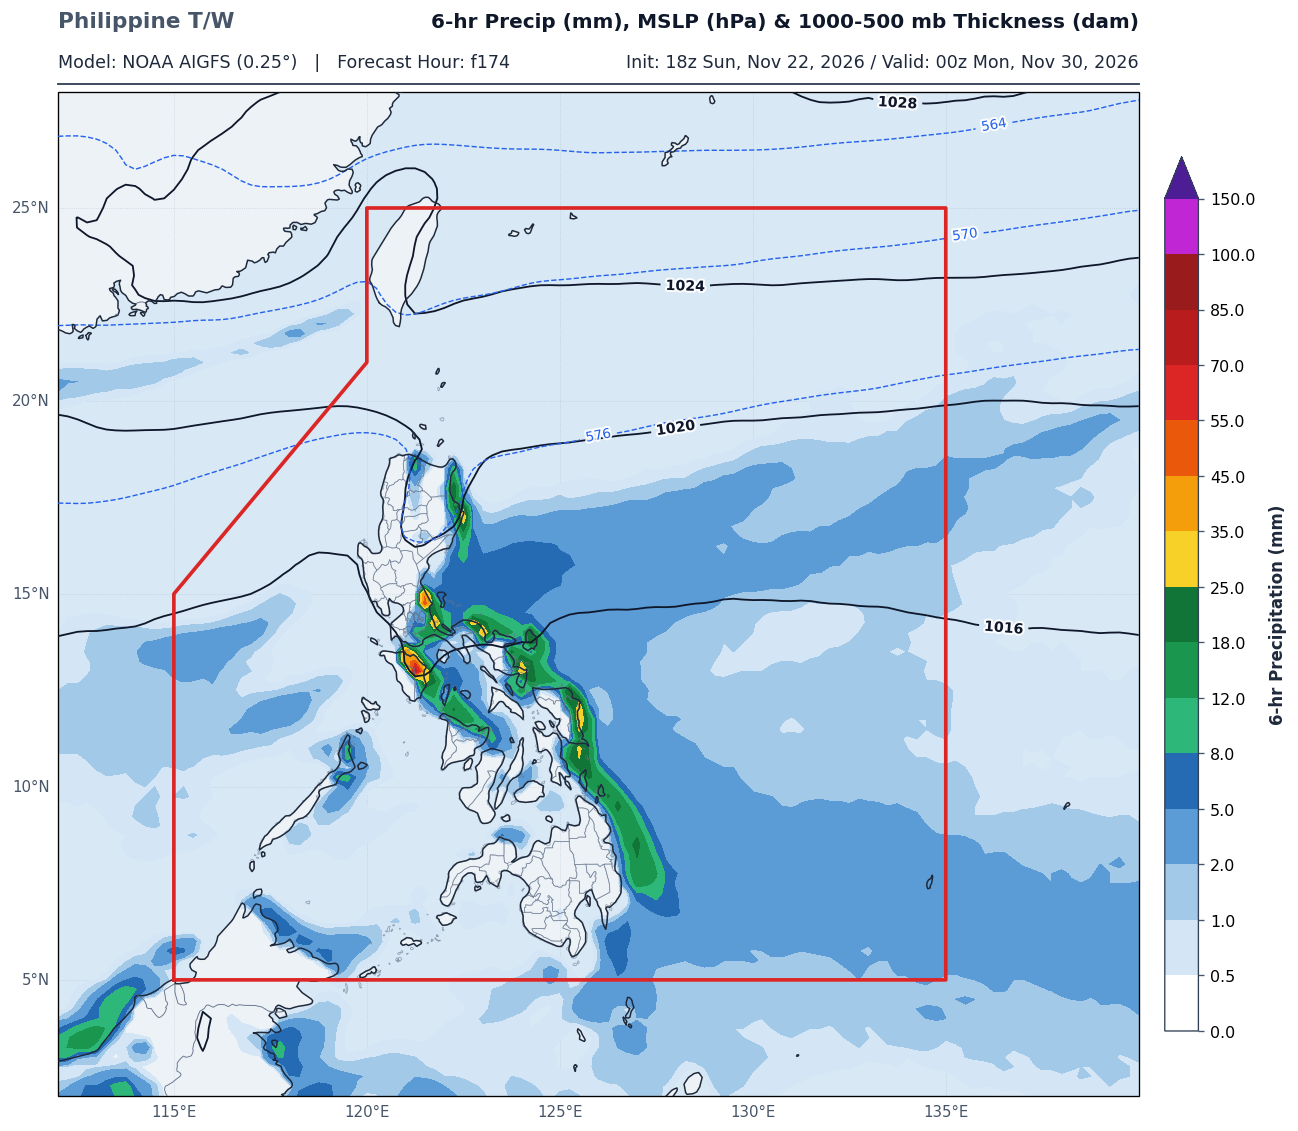 Philippine T/W
6-hr Precip (mm), MSLP (hPa) & 1000-500 mb Thickness (dam)
Model: NOAA AIGFS (0.25°) | Forecast Hour: f174
Init: 18z Sun, Nov 22, 2026 / Valid: 00z Mon, Nov 30, 2026
1028
564
570
1024
576
1020
1016
25°N
20°N
15°N
10°N
5°N
115°E
120°E
125°E
130°E
135°E
150.0
100.0
85.0
70.0
55.0
45.0
35.0
25.0
18.0
12.0
8.0
5.0
2.0
1.0
0.5
0.0
6-hr Precipitation (mm)